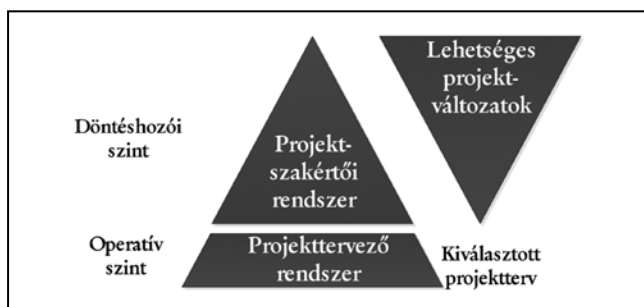 Döntéshozói
szint
Projekt-
szakértői
rendszer
Lehetséges
projekt-
változatok
Operatív
szint
Projekttervező
rendszer
Kiválasztott
projektterv